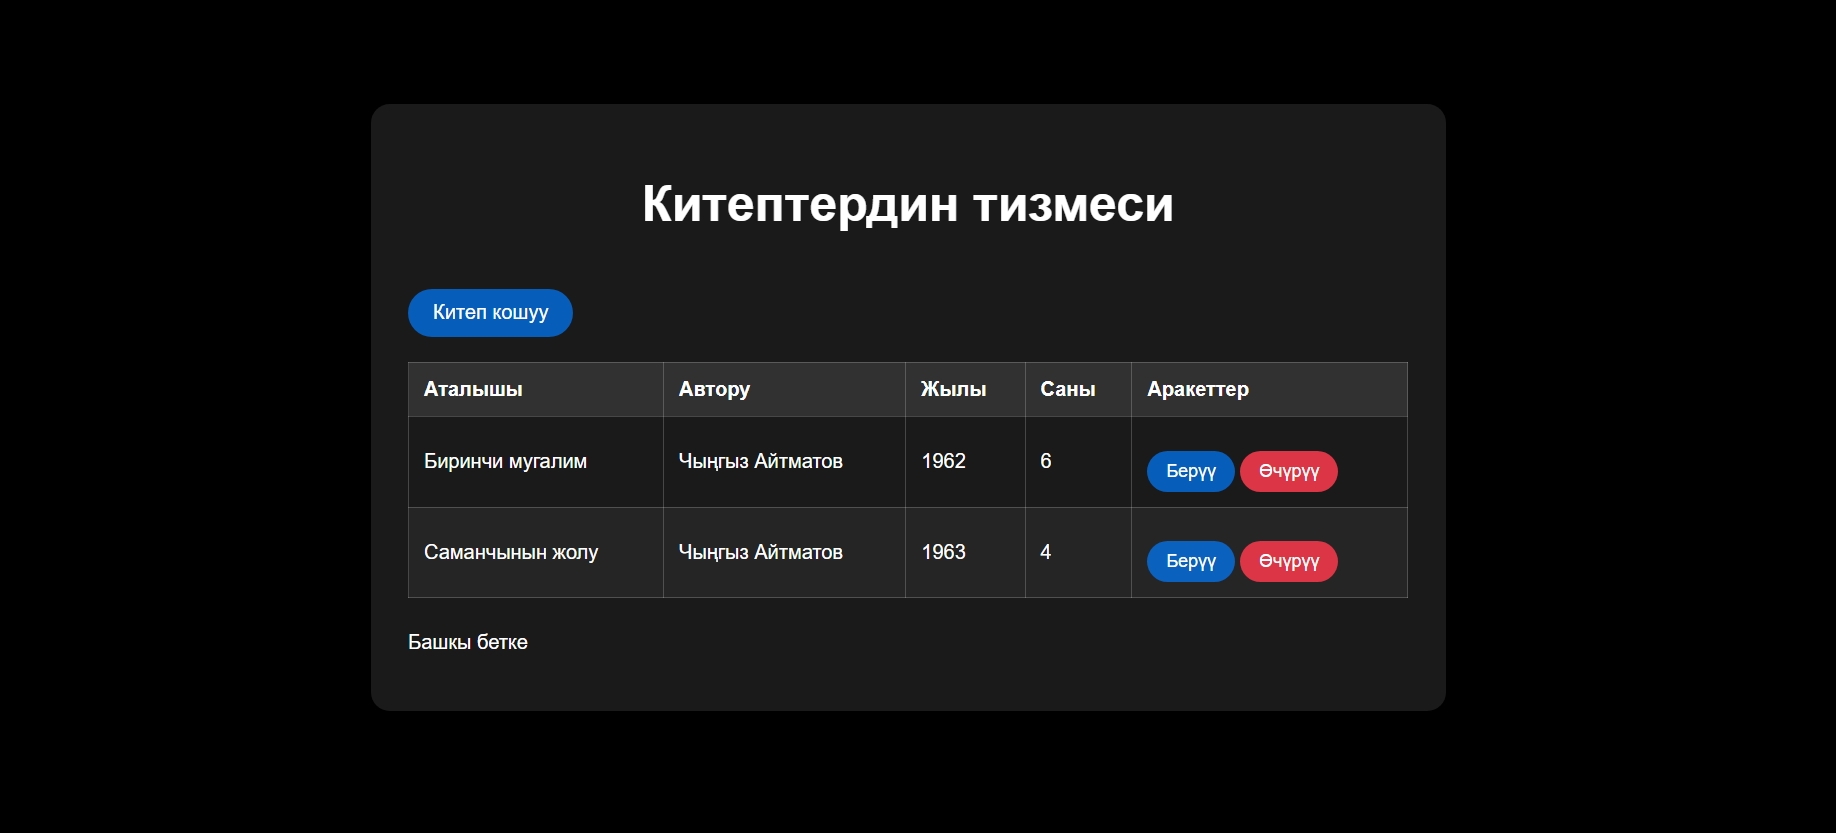 Китептердин тизмеси
Китеп кошуу
Аталышы Автору Жылы Саны Аракеттер
Биринчи мугалим Чыңгыз Айтматов 1962 6 Берүү Өчүрүү
Саманчынын жолу Чыңгыз Айтматов 1963 4 Берүү Өчүрүү
Башкы бетке